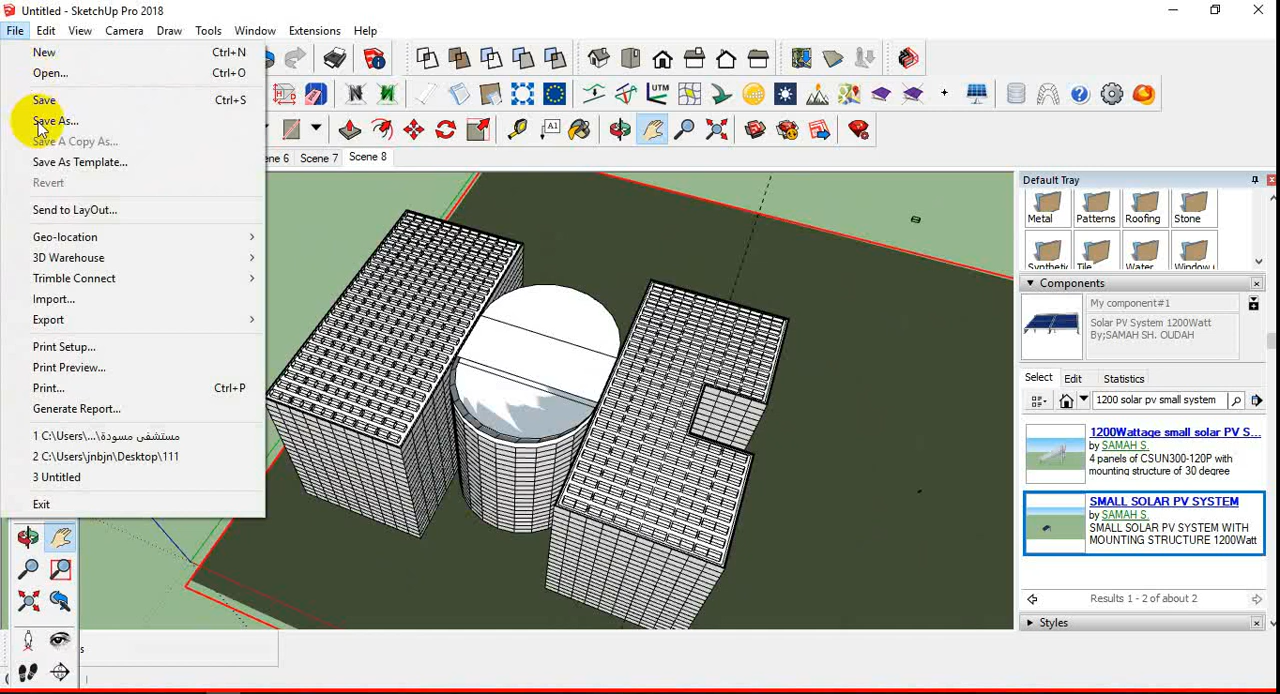 Untitled - SketchUp Pro 2018
File Edit View Camera Draw Tools Window Extensions Help
New Ctrl+N
Open... Ctrl+O
Save Ctrl+S
Save As...
Save A Copy As...
Save As Template...
Revert
Send to LayOut...
Geo-location
3D Warehouse
Trimble Connect
Import...
Export
Print Setup...
Print Preview...
Print... Ctrl+P
Generate Report...
1 C:\Users\...\مستشفى مسودة
2 C:\Users\jnbjn\Desktop\111
3 Untitled
Exit
A1
UTM
ene 6 Scene 7 Scene 8
Default Tray
Metal Patterns Roofing Stone
Synthetic Tile Water Window
Components
My component#1
Solar PV System 1200Watt
By;SAMAH SH. OUDAH
Select Edit Statistics
1200 solar pv small system
1200Wattage small solar PV S...
by SAMAH S.
4 panels of CSUN300-120P with
mounting structure of 30 degree
SMALL SOLAR PV SYSTEM
by SAMAH S.
SMALL SOLAR PV SYSTEM WITH
MOUNTING STRUCTURE 1200Watt
Results 1 - 2 of about 2
Styles